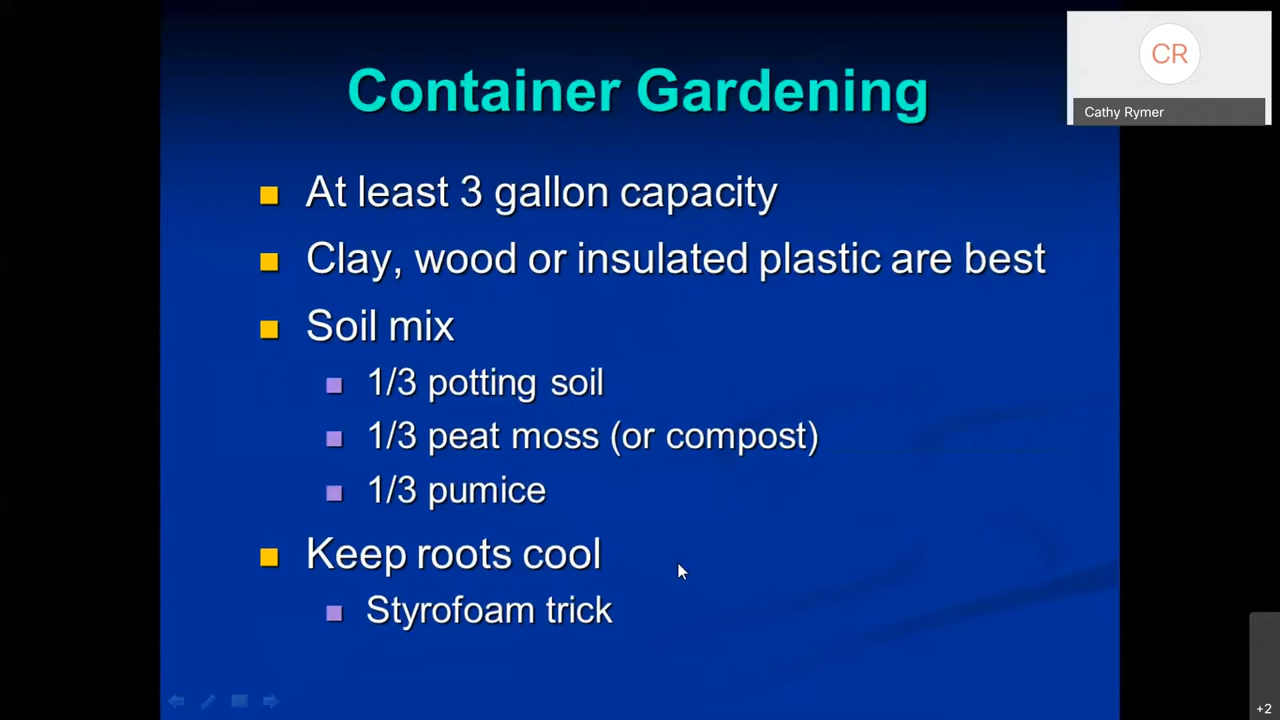 Container Gardening
CR
Cathy Rymer
At least 3 gallon capacity
Clay, wood or insulated plastic are best
Soil mix
1/3 potting soil
1/3 peat moss (or compost)
1/3 pumice
Keep roots cool
Styrofoam trick
+2